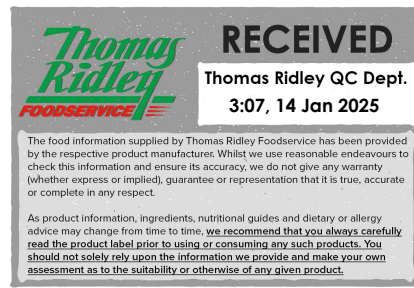 Thomas
Ridley
FOODSERVICE
RECEIVED
Thomas Ridley QC Dept.
3:07, 14 Jan 2025
The food information supplied by Thomas Ridley Foodservice has been provided
by the respective product manufacturer. Whilst we use reasonable endeavours to
check this information and ensure its accuracy, we do not give any warranty
(whether express or implied), guarantee or representation that it is true, accurate
or complete in any respect.
As product information, ingredients, nutritional guides and dietary or allergy
advice may change from time to time, we recommend that you always carefully
read the product label prior to using or consuming any such products. You
should not solely rely upon the information we provide and make your own
assessment as to the suitability or otherwise of any given product.